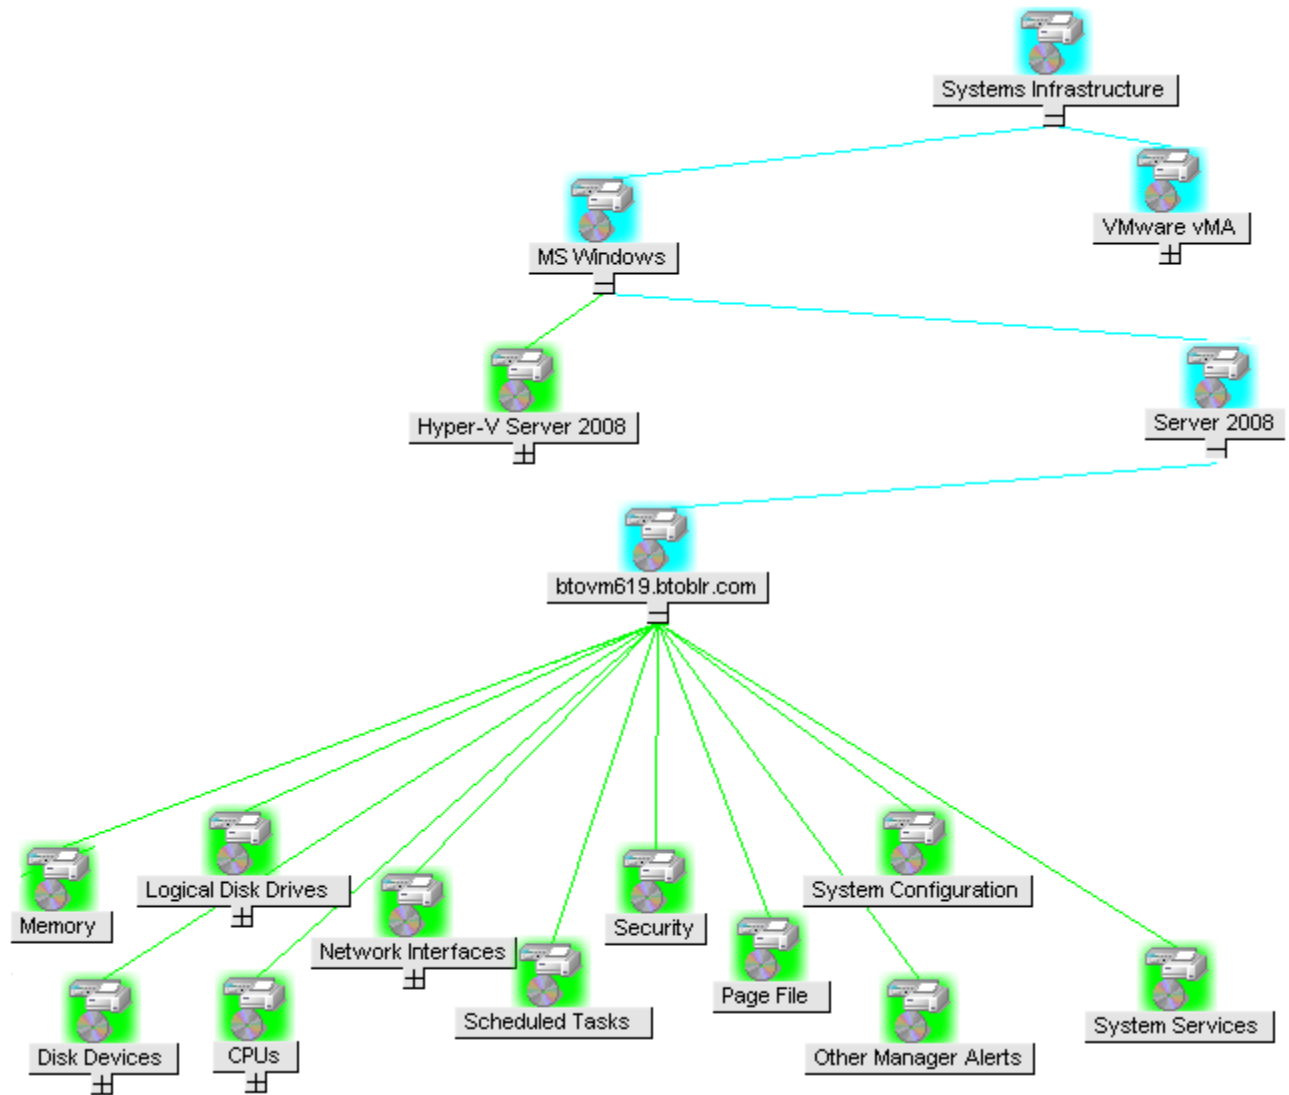 Systems Infrastructure
VMware vMA
MS Windows
Hyper-V Server 2008
Server 2008
btovm619.btoblr.com
Memory
Logical Disk Drives
Network Interfaces
Security
System Configuration
Disk Devices
CPUs
Scheduled Tasks
Page File
Other Manager Alerts
System Services